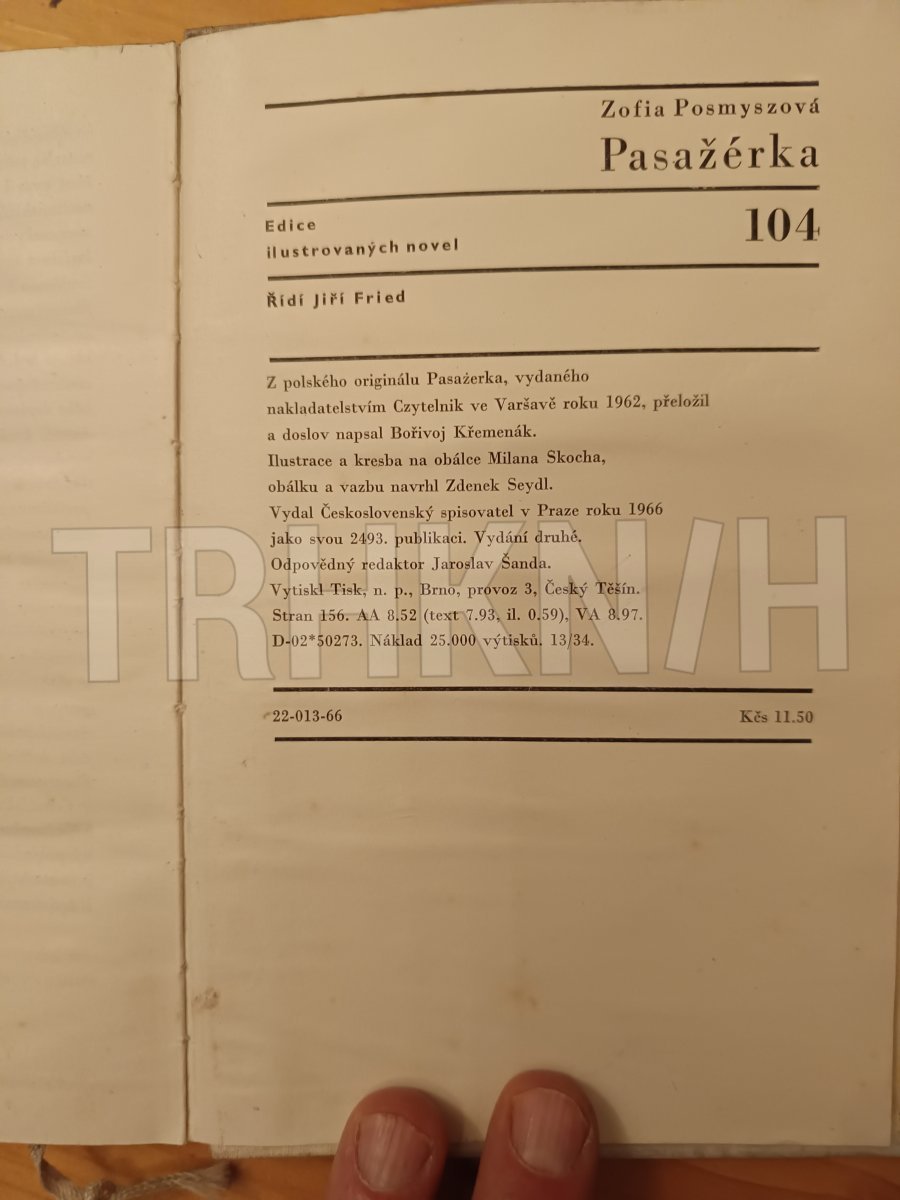 Zofia Posmyszová
Pasažérka
Edice
ilustrovaných novel
104
Řídí Jiří Fried
Z polského originálu Pasażerka, vydaného
nakladatelstvím Czytelnik ve Varšavě roku 1962, přeložil
a doslov napsal Bořivoj Křemenák.
Ilustrace a kresba na obálce Milana Skocha,
obálku a vazbu navrhl Zdenek Seydl.
Vydal Československý spisovatel v Praze roku 1966
jako svou 2493. publikaci. Vydání druhé.
Odpovědný redaktor Jaroslav Šanda.
Vytiskl Tisk, n. p., Brno, provoz 3, Český Těšín.
Stran 156. AA 8.52 (text 7.93, il. 0.59), VA 8.97.
D-02*50273. Náklad 25.000 výtisků. 13/34.
22-013-66
Kčs 11.50
TRHKN/H